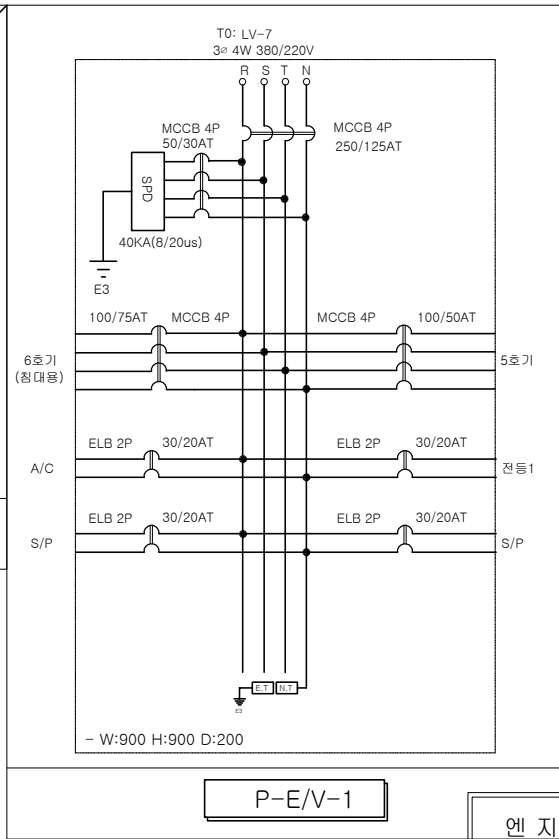 TO: LV-7
3ø 4W 380/220V
R S T N
MCCB 4P
50/30AT
MCCB 4P
250/125AT
SPD
40KA(8/20us)
E3
100/75AT MCCB 4P
MCCB 4P 100/50AT
6호기
(침대용)
5호기
ELB 2P 30/20AT
ELB 2P 30/20AT
A/C
전등1
ELB 2P 30/20AT
ELB 2P 30/20AT
S/P
S/P
E.T N.T
E3
- W:900 H:900 D:200
P-E/V-1
엔 지